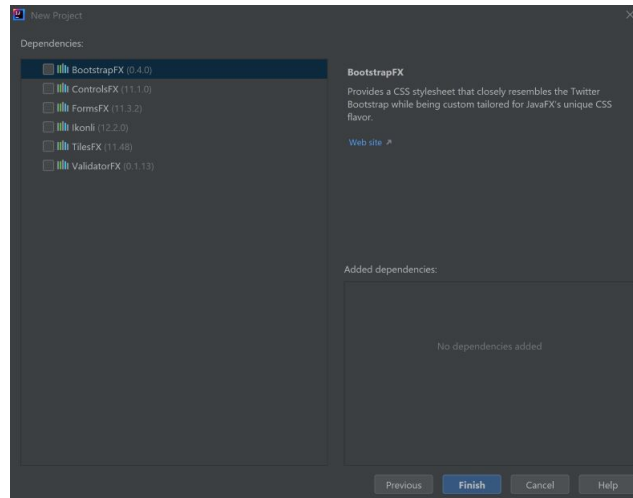 New Project
Dependencies:
BootstrapFX (0.4.0)
ControlsFX (11.1.0)
FormsFX (11.3.2)
Ikonli (12.2.0)
TilesFX (11.48)
ValidatorFX (0.1.13)
BootstrapFX
Provides a CSS stylesheet that closely resembles the Twitter
Bootstrap while being custom tailored for JavaFX's unique CSS
flavor.
Web site ↗
Added dependencies:
No dependencies added
Previous
Finish
Cancel
Help